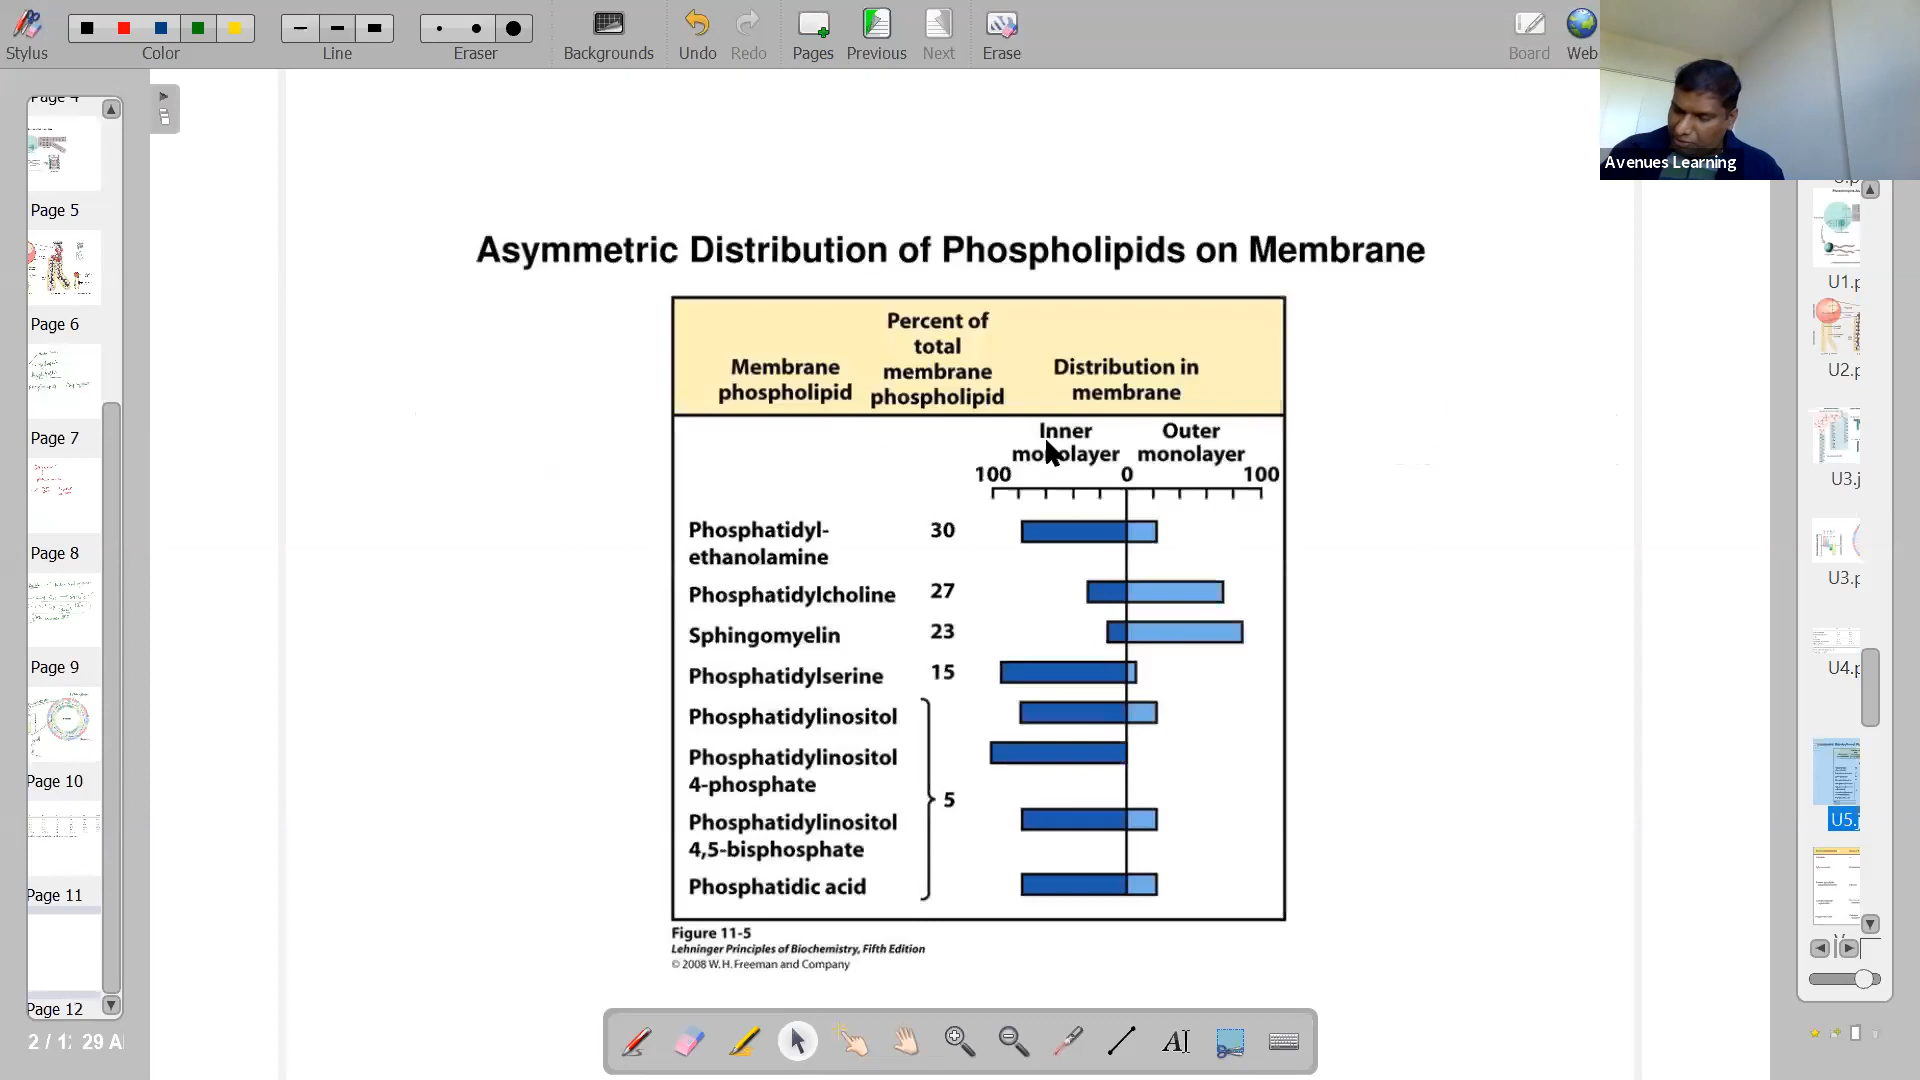 Stylus
Color
Line
Eraser
Backgrounds
Undo
Redo
Pages
Previous
Next
Erase
Board
Web
Avenues Learning
Page 4
Page 5
Page 6
Page 7
Page 8
Page 9
Page 10
Page 11
Page 12
Asymmetric Distribution of Phospholipids on Membrane
Membrane
phospholipid
Percent of
total
membrane
phospholipid
Distribution in
membrane
Inner
monolayer
Outer
monolayer
100 0 100
Phosphatidyl-
ethanolamine
30
Phosphatidylcholine 27
Sphingomyelin 23
Phosphatidylserine 15
Phosphatidylinositol
Phosphatidylinositol
4-phosphate
5
Phosphatidylinositol
4,5-bisphosphate
Phosphatidic acid
Figure 11-5
Lehninger Principles of Biochemistry, Fifth Edition
© 2008 W. H. Freeman and Company
U1.p
U2.p
U3.j
U3.p
U4.p
U5.j